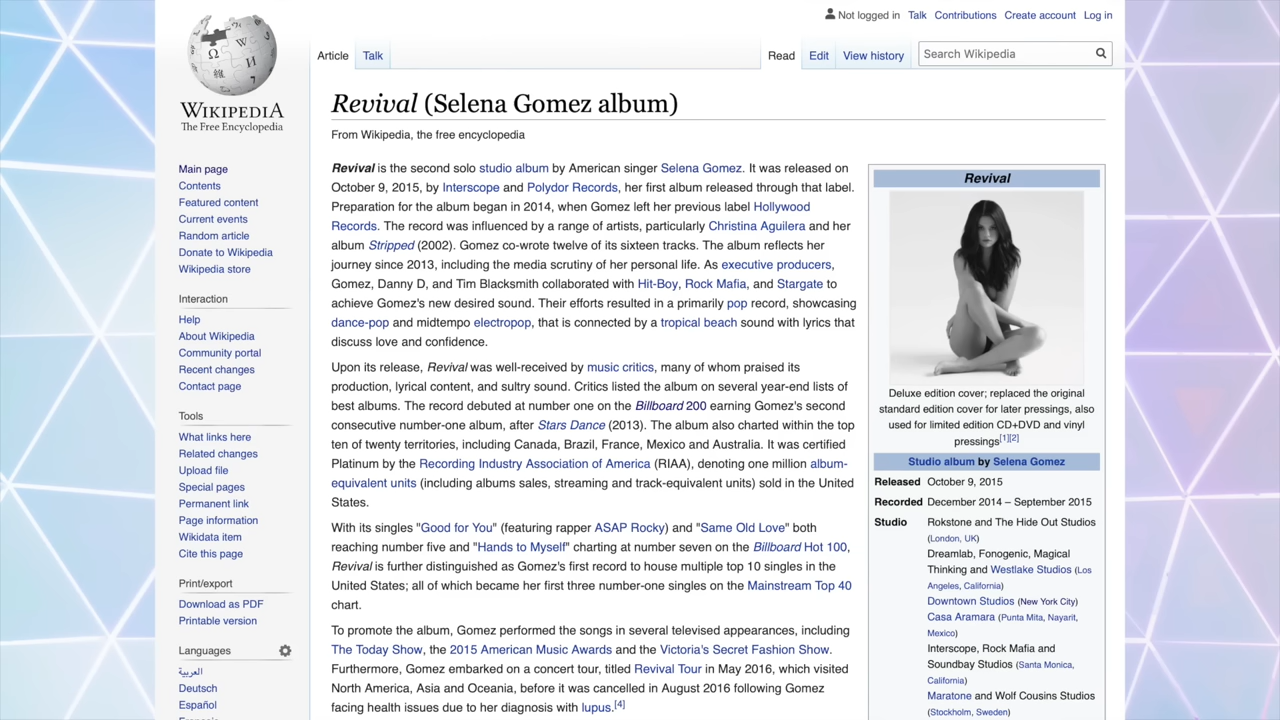 Not logged in Talk Contributions Create account Log in
Article Talk Read Edit View history Search Wikipedia
WIKIPEDIA
The Free Encyclopedia
Main page
Contents
Featured content
Current events
Random article
Donate to Wikipedia
Wikipedia store
Interaction
Help
About Wikipedia
Community portal
Recent changes
Contact page
Tools
What links here
Related changes
Upload file
Special pages
Permanent link
Page information
Wikidata item
Cite this page
Print/export
Download as PDF
Printable version
Languages
العربية
Deutsch
Español
Revival (Selena Gomez album)
From Wikipedia, the free encyclopedia
Revival is the second solo studio album by American singer Selena Gomez. It was released on
October 9, 2015, by Interscope and Polydor Records, her first album released through that label.
Preparation for the album began in 2014, when Gomez left her previous label Hollywood
Records. The record was influenced by a range of artists, particularly Christina Aguilera and her
album Stripped (2002). Gomez co-wrote twelve of its sixteen tracks. The album reflects her
journey since 2013, including the media scrutiny of her personal life. As executive producers,
Gomez, Danny D, and Tim Blacksmith collaborated with Hit-Boy, Rock Mafia, and Stargate to
achieve Gomez's new desired sound. Their efforts resulted in a primarily pop record, showcasing
dance-pop and midtempo electropop, that is connected by a tropical beach sound with lyrics that
discuss love and confidence.
Upon its release, Revival was well-received by music critics, many of whom praised its
production, lyrical content, and sultry sound. Critics listed the album on several year-end lists of
best albums. The record debuted at number one on the Billboard 200 earning Gomez's second
consecutive number-one album, after Stars Dance (2013). The album also charted within the top
ten of twenty territories, including Canada, Brazil, France, Mexico and Australia. It was certified
Platinum by the Recording Industry Association of America (RIAA), denoting one million album-
equivalent units (including albums sales, streaming and track-equivalent units) sold in the United
States.
With its singles "Good for You" (featuring rapper ASAP Rocky) and "Same Old Love" both
reaching number five and "Hands to Myself" charting at number seven on the Billboard Hot 100,
Revival is further distinguished as Gomez's first record to house multiple top 10 singles in the
United States; all of which became her first three number-one singles on the Mainstream Top 40
chart.
To promote the album, Gomez performed the songs in several televised appearances, including
The Today Show, the 2015 American Music Awards and the Victoria's Secret Fashion Show.
Furthermore, Gomez embarked on a concert tour, titled Revival Tour in May 2016, which visited
North America, Asia and Oceania, before it was cancelled in August 2016 following Gomez
facing health issues due to her diagnosis with lupus.[4]
Revival
Deluxe edition cover; replaced the original
standard edition cover for later pressings, also
used for limited edition CD+DVD and vinyl
pressings[1][2]
Studio album by Selena Gomez
Released October 9, 2015
Recorded December 2014 – September 2015
Studio Rokstone and The Hide Out Studios
(London, UK)
Dreamlab, Fonogenic, Magical
Thinking and Westlake Studios (Los
Angeles, California)
Downtown Studios (New York City)
Casa Aramara (Punta Mita, Nayarit,
Mexico)
Interscope, Rock Mafia and
Soundbay Studios (Santa Monica,
California)
Maratone and Wolf Cousins Studios
(Stockholm, Sweden)